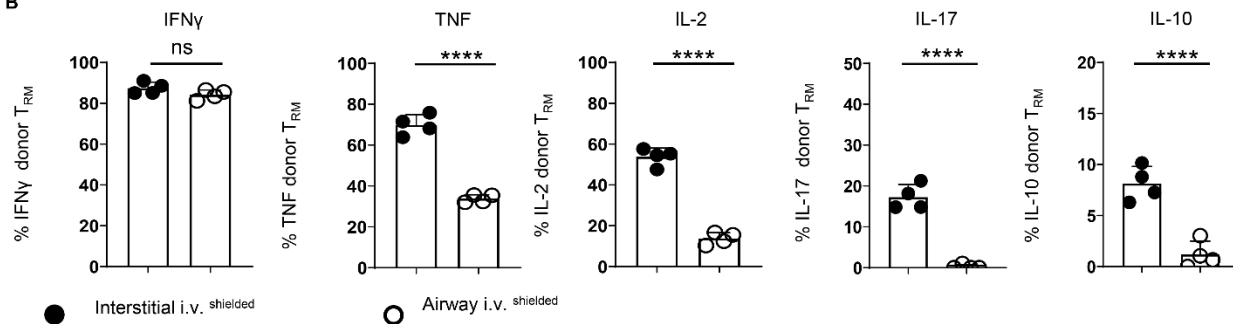 B
IFNγ
ns
% IFNγ donor TRM
100
80
60
40
20
0
TNF
****
% TNF donor TRM
100
80
60
40
20
0
IL-2
****
% IL-2 donor TRM
100
80
60
40
20
0
IL-17
****
% IL-17 donor TRM
50
40
30
20
10
0
IL-10
****
% IL-10 donor TRM
20
15
10
5
0
Interstitial i.v. shielded
Airway i.v. shielded